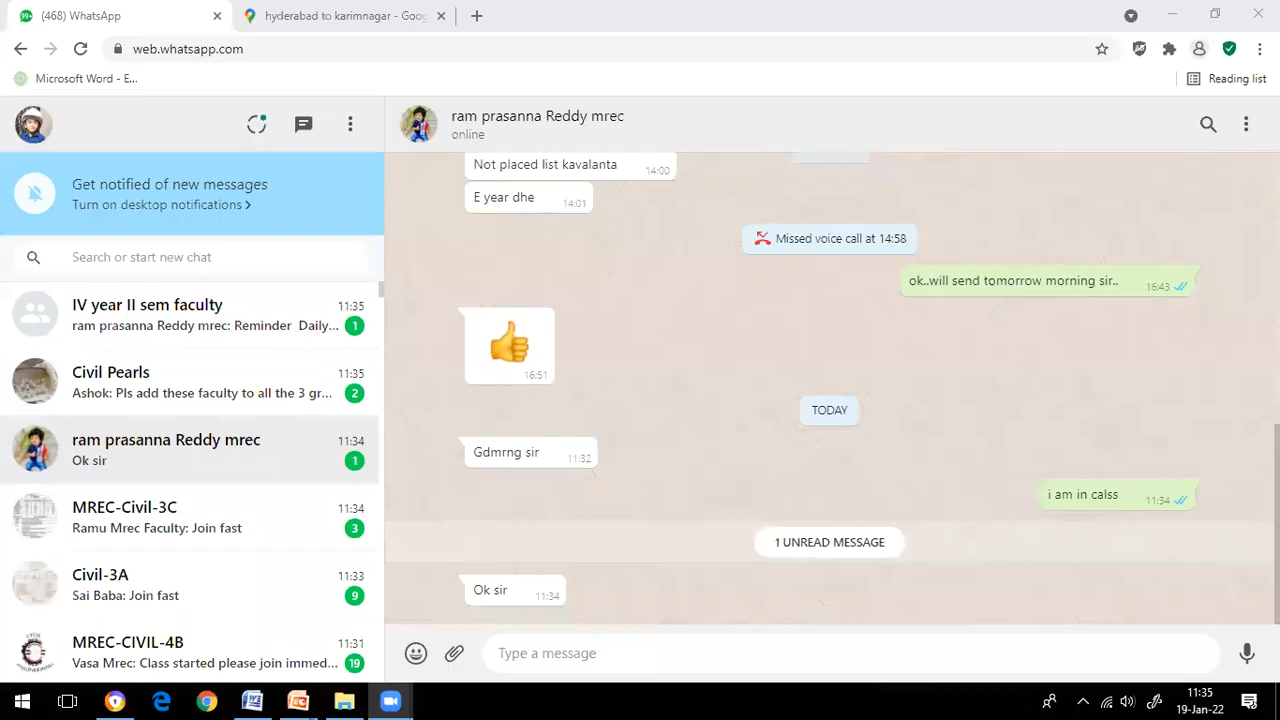 99+ (468) WhatsApp
hyderabad to karimnagar - Goog
web.whatsapp.com
Microsoft Word - E...
Reading list
ram prasanna Reddy mrec
online
Get notified of new messages
Turn on desktop notifications >
Search or start new chat
IV year II sem faculty 11:35
ram prasanna Reddy mrec: Reminder Daily... 1
Civil Pearls 11:35
Ashok: Pls add these faculty to all the 3 gr... 2
ram prasanna Reddy mrec 11:34
Ok sir 1
MREC-Civil-3C 11:34
Ramu Mrec Faculty: Join fast 3
Civil-3A 11:33
Sai Baba: Join fast 9
MREC-CIVIL-4B 11:31
Vasa Mrec: Class started please join immed... 19
Not placed list kavalanta 14:00
E year dhe 14:01
Missed voice call at 14:58
ok..will send tomorrow morning sir.. 16:43
16:51
TODAY
Gdmrng sir 11:32
i am in calss 11:34
1 UNREAD MESSAGE
Ok sir 11:34
Type a message
11:35
19-Jan-22